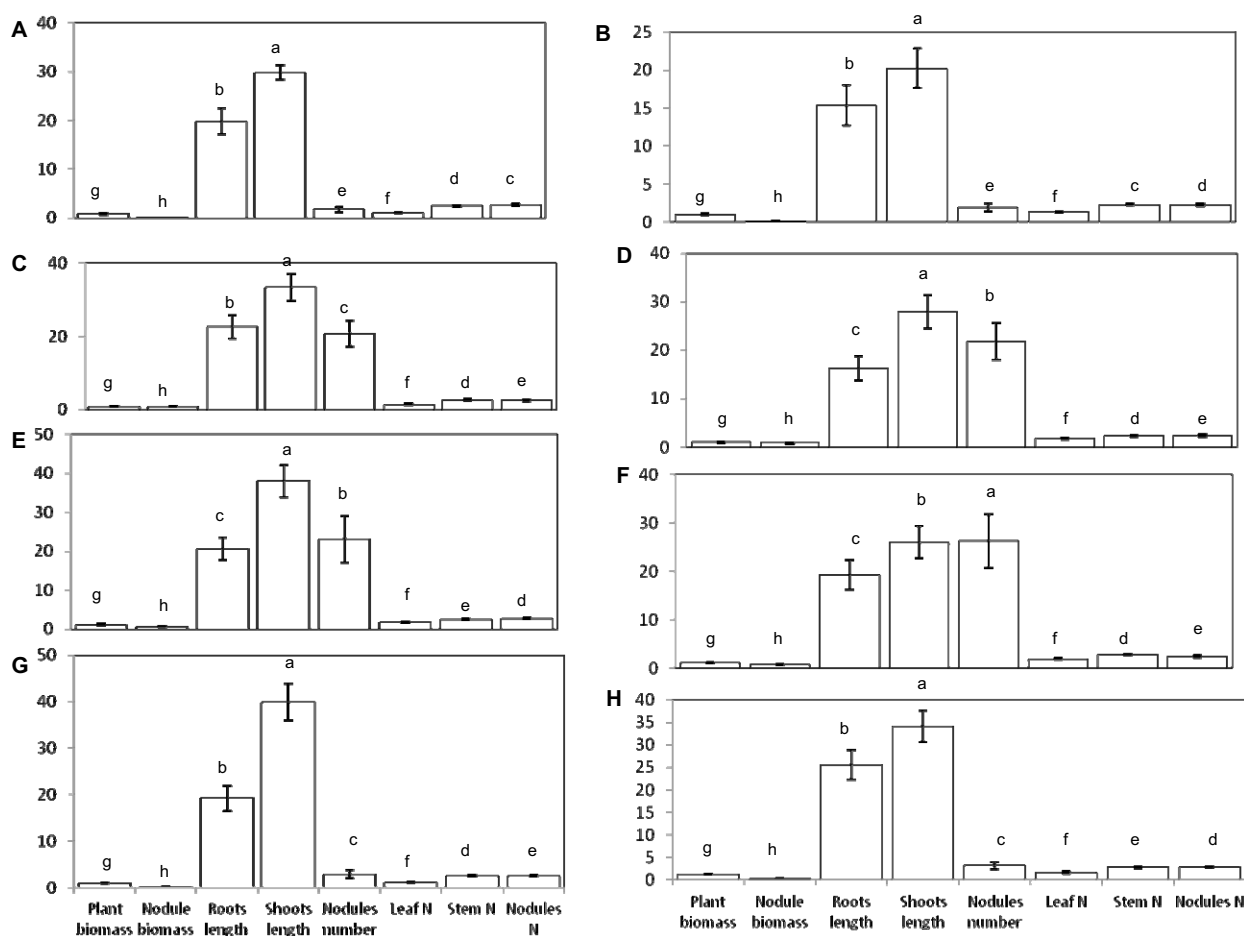 A
40
30
20
10
0
g
h
b
a
e
f
d
c
B
25
20
15
10
5
0
g
h
b
a
e
f
c
d
C
40
20
0
g
h
b
a
c
f
d
e
D
40
30
20
10
0
g
h
c
a
b
f
d
e
E
50
40
30
20
10
0
g
h
c
a
b
f
e
d
F
40
30
20
10
0
g
h
c
b
a
f
d
e
G
50
40
30
20
10
0
g
h
b
a
c
f
d
e
Plant biomass
Nodule biomass
Roots length
Shoots length
Nodules number
Leaf N
Stem N
Nodules N
H
40
35
30
25
20
15
10
5
0
g
h
b
a
c
f
e
d
Plant biomass
Nodule biomass
Roots length
Shoots length
Nodules number
Leaf N
Stem N
Nodules N